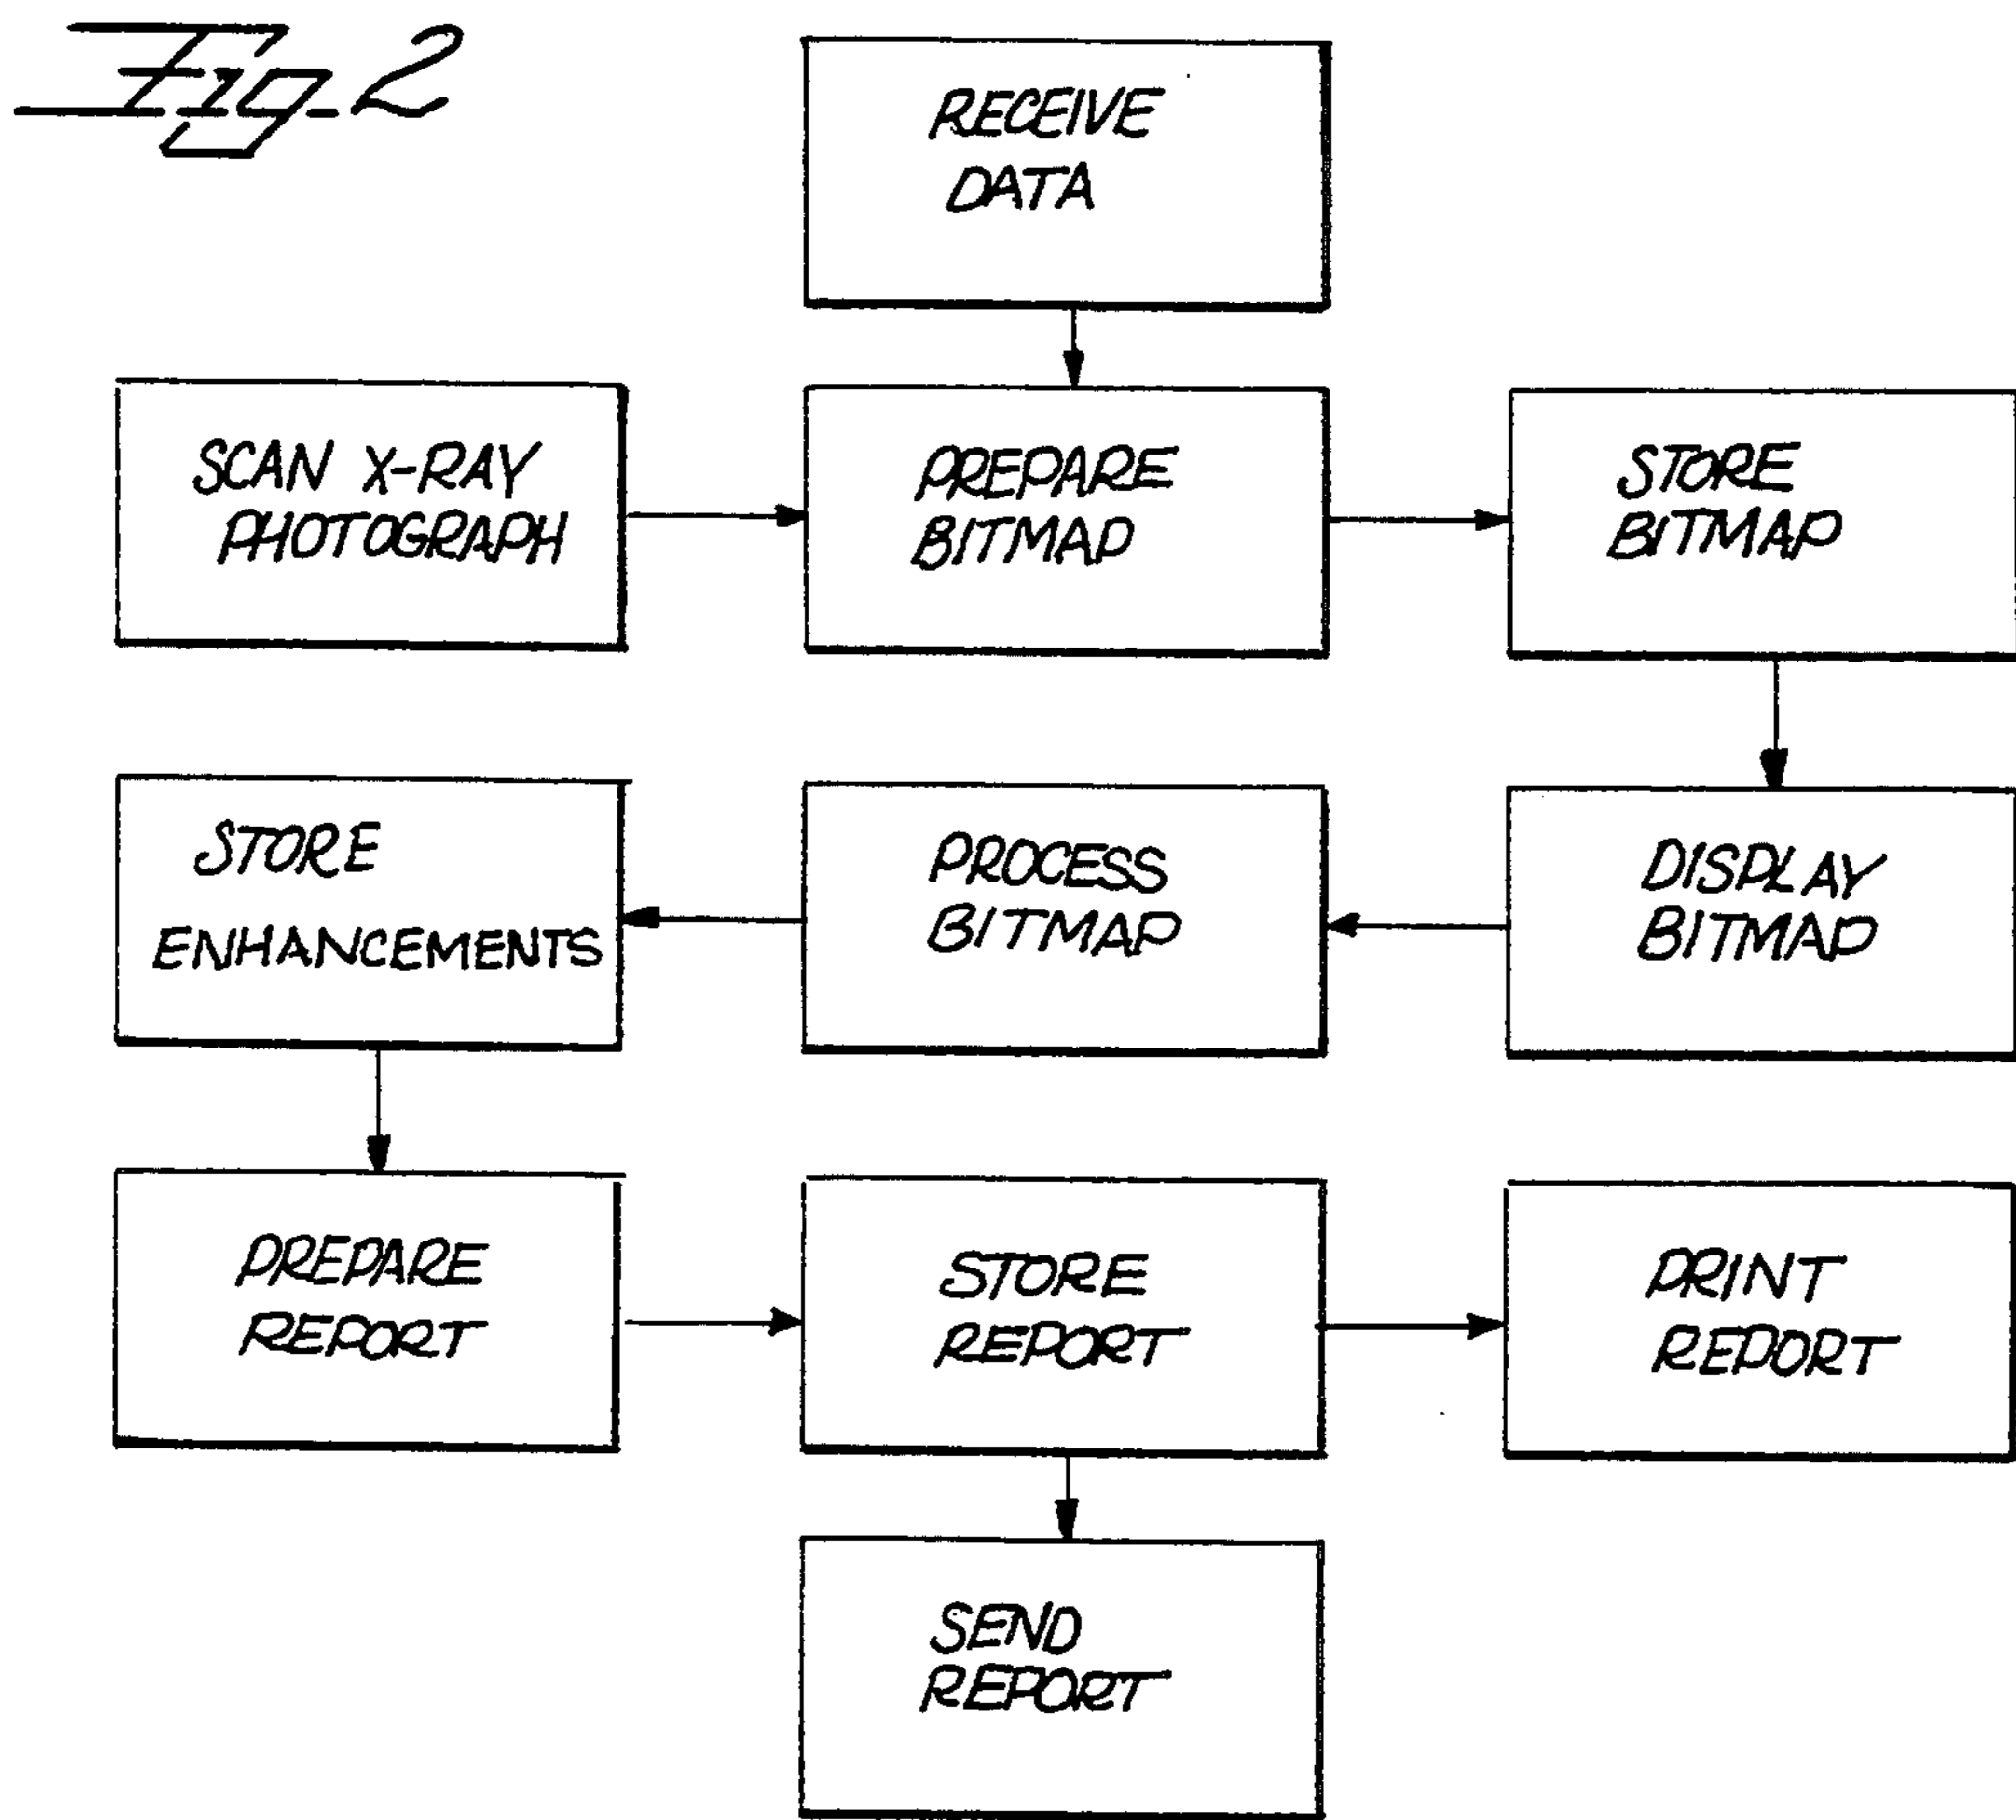 Fig-2
RECEIVE
DATA
SCAN X-RAY
PHOTOGRAPH
PREPARE
BITMAP
STORE
BITMAP
STORE
ENHANCEMENTS
PROCESS
BITMAP
DISPLAY
BITMAP
PREPARE
REPORT
STORE
REPORT
PRINT
REPORT
SEND
REPORT